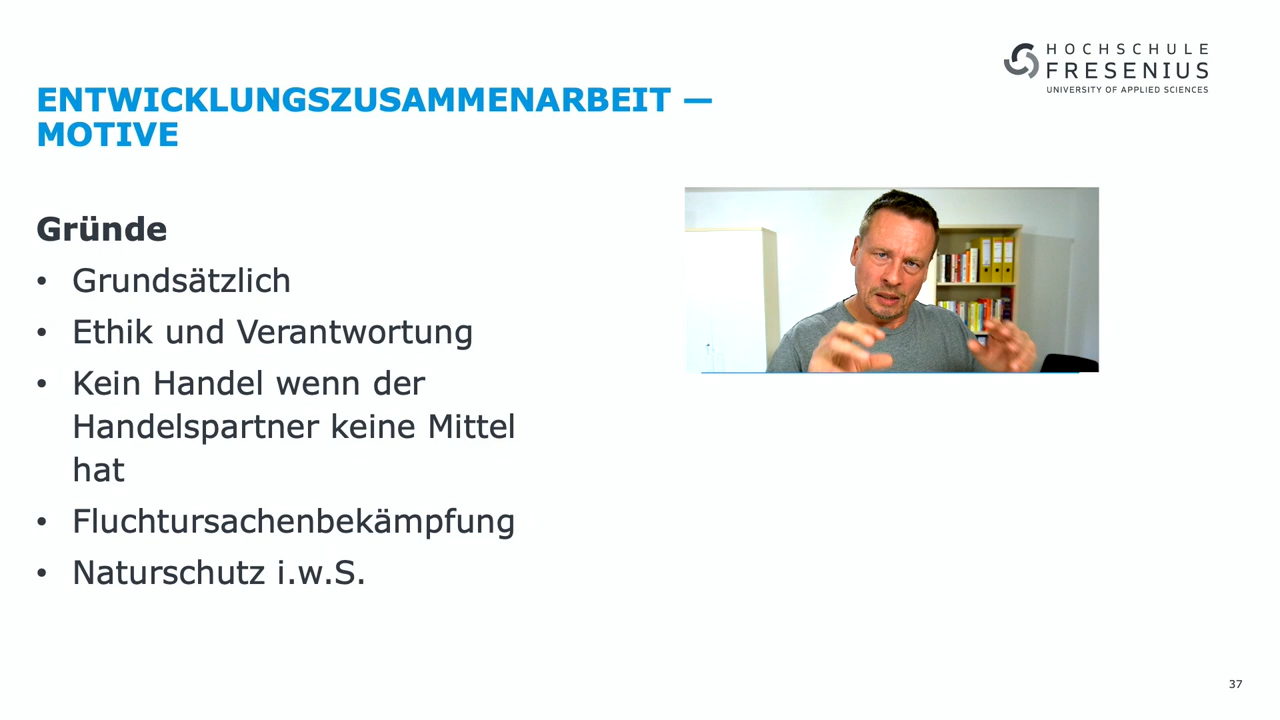 HOCHSCHULE
FRESENIUS
UNIVERSITY OF APPLIED SCIENCES
ENTWICKLUNGSZUSAMMENARBEIT —
MOTIVE
Gründe
• Grundsätzlich
• Ethik und Verantwortung
• Kein Handel wenn der
Handelspartner keine Mittel
hat
• Fluchtursachenbekämpfung
• Naturschutz i.w.S.
37